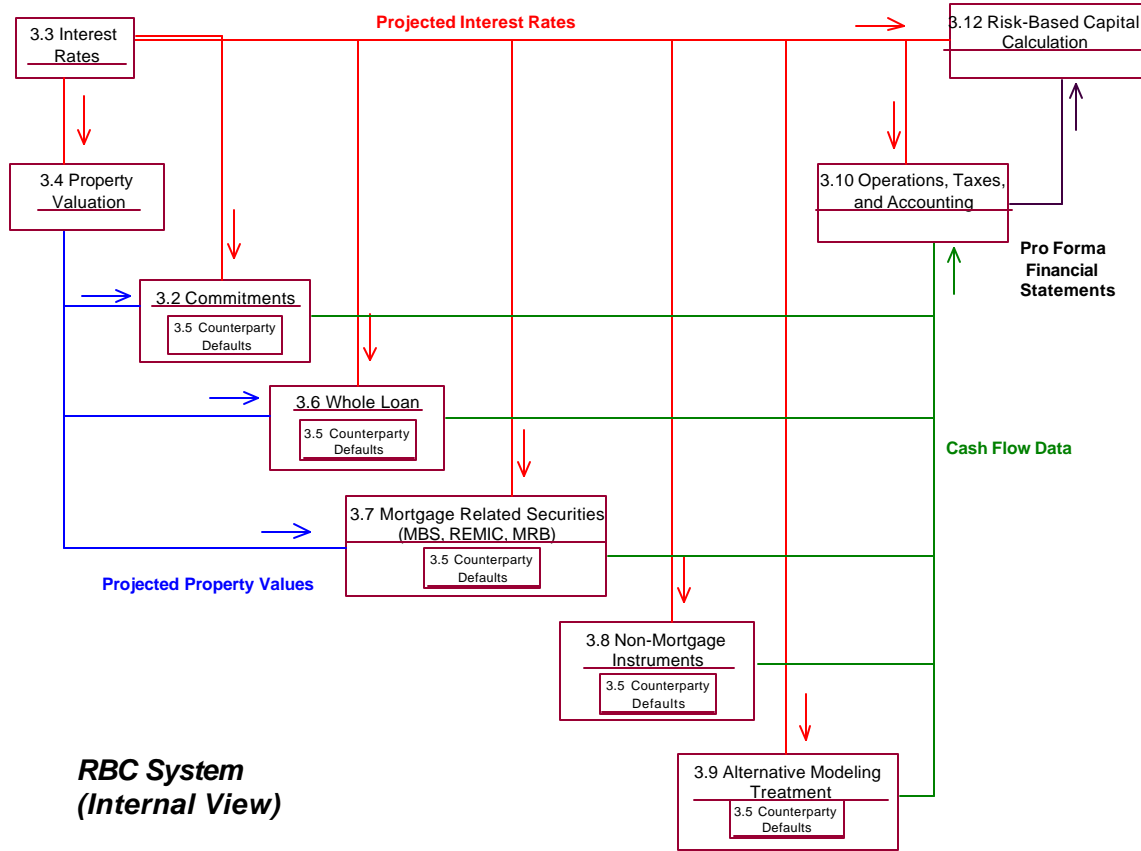 Projected Interest Rates
3.3 Interest
Rates
3.12 Risk-Based Capital
Calculation
3.4 Property
Valuation
3.10 Operations, Taxes,
and Accounting
Pro Forma
Financial
Statements
3.2 Commitments
3.5 Counterparty
Defaults
3.6 Whole Loan
3.5 Counterparty
Defaults
Cash Flow Data
3.7 Mortgage Related Securities
(MBS, REMIC, MRB)
3.5 Counterparty
Defaults
Projected Property Values
3.8 Non-Mortgage
Instruments
3.5 Counterparty
Defaults
3.9 Alternative Modeling
Treatment
3.5 Counterparty
Defaults
RBC System
(Internal View)